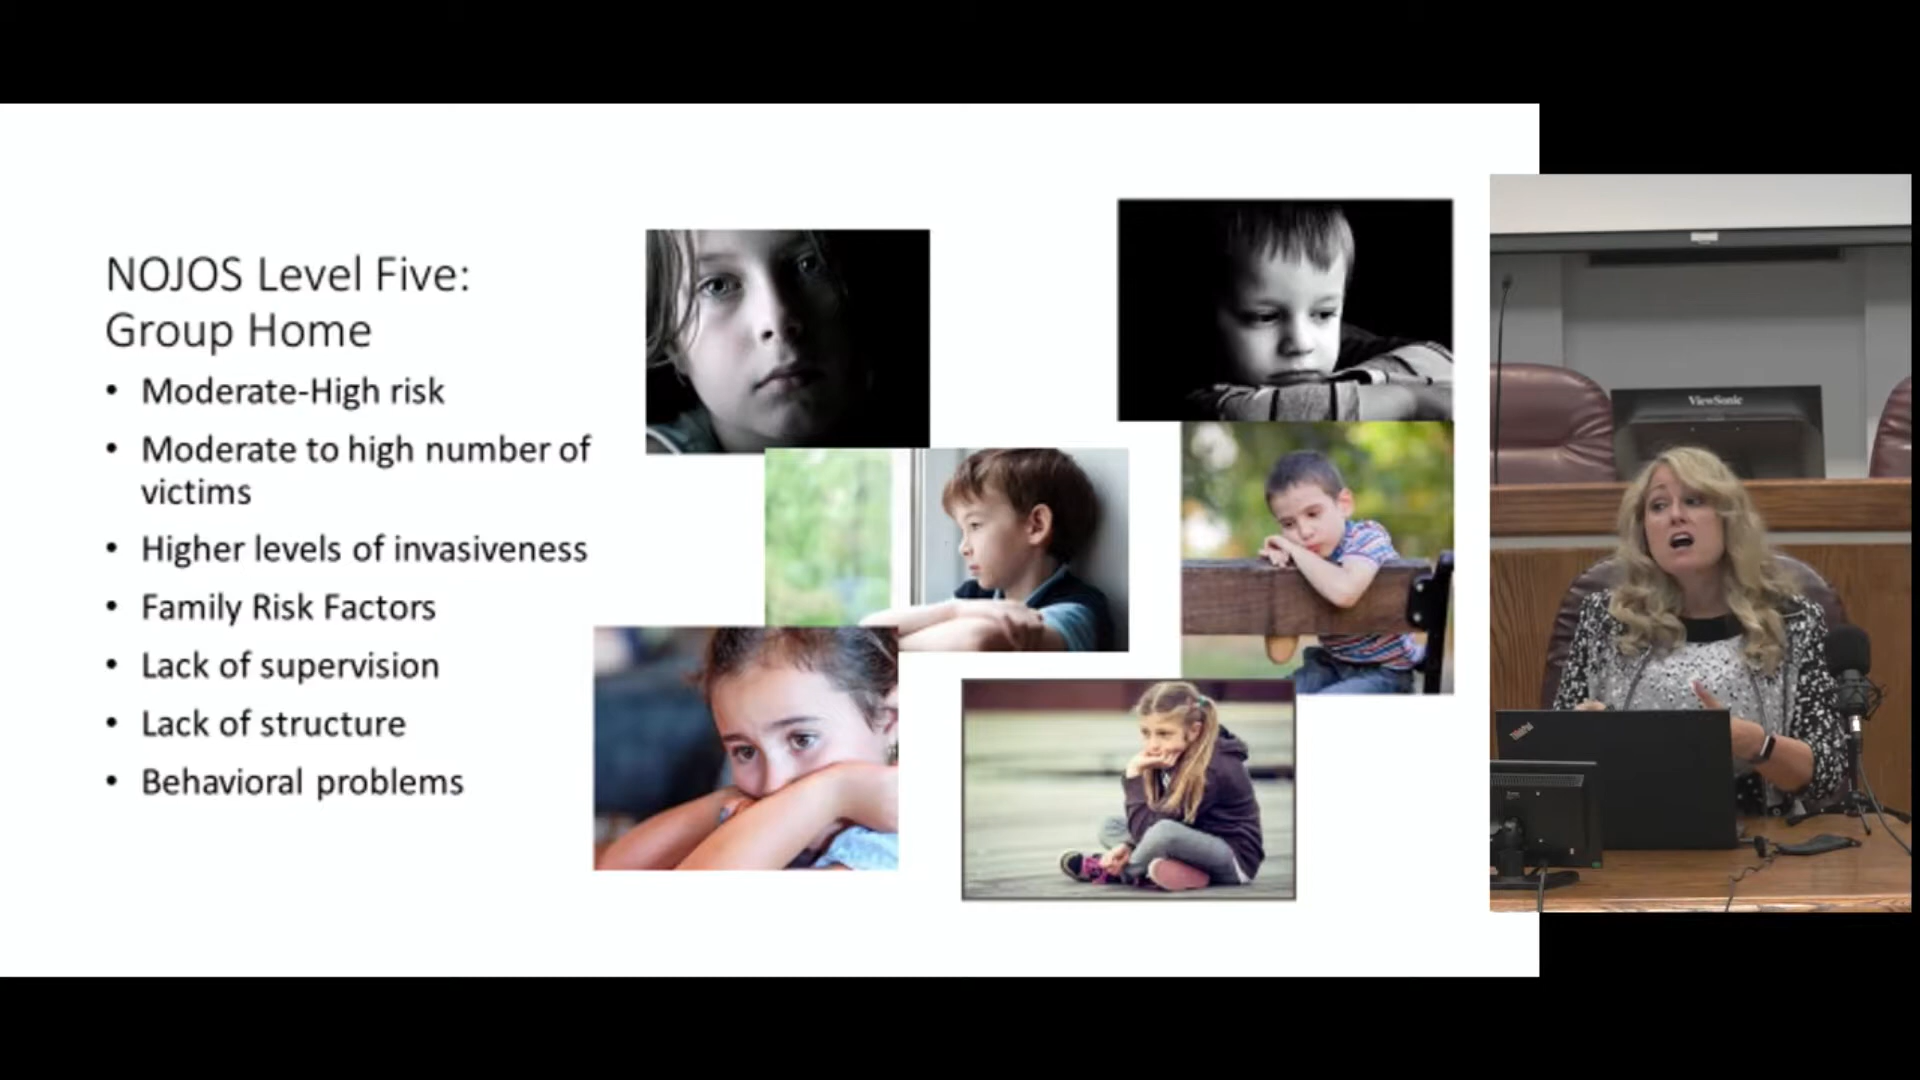 NOJOS Level Five:
Group Home
• Moderate-High risk
• Moderate to high number of
victims
• Higher levels of invasiveness
• Family Risk Factors
• Lack of supervision
• Lack of structure
• Behavioral problems
ViewSonic
ThinkPad